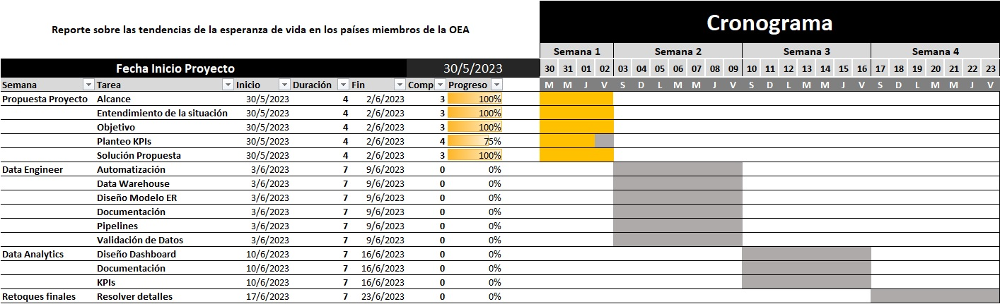 Reporte sobre las tendencias de la esperanza de vida en los países miembros de la OEA
Cronograma
Semana 1 Semana 2 Semana 3 Semana 4
Fecha Inicio Proyecto 30/5/2023 30 31 01 02 03 04 05 06 07 08 09 10 11 12 13 14 15 16 17 18 19 20 21 22 23
Semana Tarea Inicio Duración Fin Comp Progreso M M J V S D L M M J V S D L M M J V S D L M M J V
Propuesta Proyecto Alcance 30/5/2023 4 2/6/2023 3 100%
Entendimiento de la situación 30/5/2023 4 2/6/2023 3 100%
Objetivo 30/5/2023 4 2/6/2023 3 100%
Planteo KPIs 30/5/2023 4 2/6/2023 4 75%
Solución Propuesta 30/5/2023 4 2/6/2023 3 100%
Data Engineer Automatización 3/6/2023 7 9/6/2023 0 0%
Data Warehouse 3/6/2023 7 9/6/2023 0 0%
Diseño Modelo ER 3/6/2023 7 9/6/2023 0 0%
Documentación 3/6/2023 7 9/6/2023 0 0%
Pipelines 3/6/2023 7 9/6/2023 0 0%
Validación de Datos 3/6/2023 7 9/6/2023 0 0%
Data Analytics Diseño Dashboard 10/6/2023 7 16/6/2023 0 0%
Documentación 10/6/2023 7 16/6/2023 0 0%
KPIs 10/6/2023 7 16/6/2023 0 0%
Retoques finales Resolver detalles 17/6/2023 7 23/6/2023 0 0%